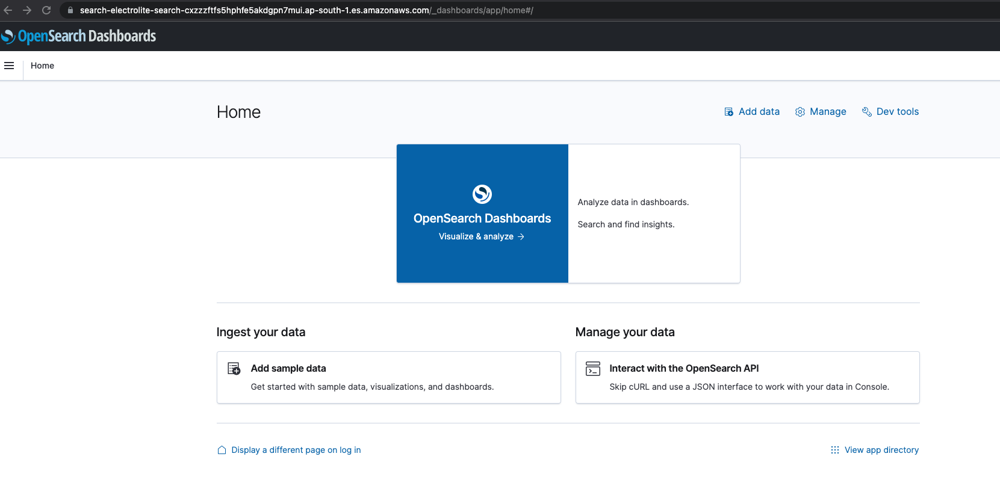 search-electrolite-search-cxzzzftfs5hphfe5akdgpn7mui.ap-south-1.es.amazonaws.com/_dashboards/app/home#/
OpenSearch Dashboards
Home
Home
Add data
Manage
Dev tools
OpenSearch Dashboards
Visualize & analyze →
Analyze data in dashboards.
Search and find insights.
Ingest your data
Manage your data
Add sample data
Get started with sample data, visualizations, and dashboards.
Interact with the OpenSearch API
Skip cURL and use a JSON interface to work with your data in Console.
Display a different page on log in
View app directory